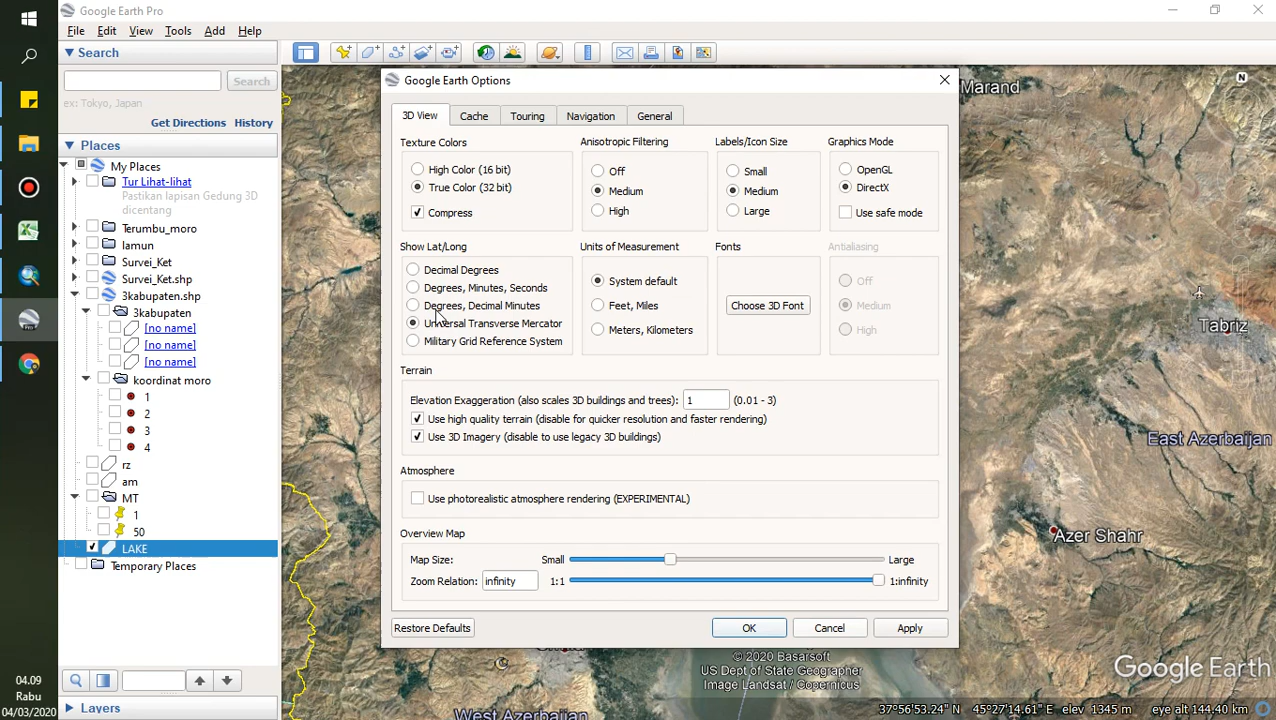 Google Earth Pro
File Edit View Tools Add Help
Search
Search
ex: Tokyo, Japan
Get Directions History
Places
My Places
Tur Lihat-lihat
Pastikan lapisan Gedung 3D
dicentang
Terumbu_moro
lamun
Survei_Ket
Survei_Ket.shp
3kabupaten.shp
3kabupaten
[no name]
[no name]
[no name]
koordinat moro
1
2
3
4
rz
am
MT
1
50
LAKE
Temporary Places
Layers
04.09
Rabu
04/03/2020
Pro
Google Earth Options
3D View Cache Touring Navigation General
Texture Colors
High Color (16 bit)
True Color (32 bit)
Compress
Anisotropic Filtering
Off
Medium
High
Labels/Icon Size
Small
Medium
Large
Graphics Mode
OpenGL
DirectX
Use safe mode
Show Lat/Long
Decimal Degrees
Degrees, Minutes, Seconds
Degrees, Decimal Minutes
Universal Transverse Mercator
Military Grid Reference System
Units of Measurement
System default
Feet, Miles
Meters, Kilometers
Fonts
Choose 3D Font
Antialiasing
Off
Medium
High
Terrain
Elevation Exaggeration (also scales 3D buildings and trees): 1 (0.01 - 3)
Use high quality terrain (disable for quicker resolution and faster rendering)
Use 3D Imagery (disable to use legacy 3D buildings)
Atmosphere
Use photorealistic atmosphere rendering (EXPERIMENTAL)
Overview Map
Map Size: Small Large
Zoom Relation: infinity 1:1 1:infinity
Restore Defaults OK Cancel Apply
N
Marand
Tabriz
East Azerbaijan
Azer Shahr
West Azerbaijan
© 2020 Basarsoft
US Dept of State Geographer
Image Landsat / Copernicus
Google Earth
37°56'53.24" N 45°27'14.61" E elev 1345 m eye alt 144.40 km